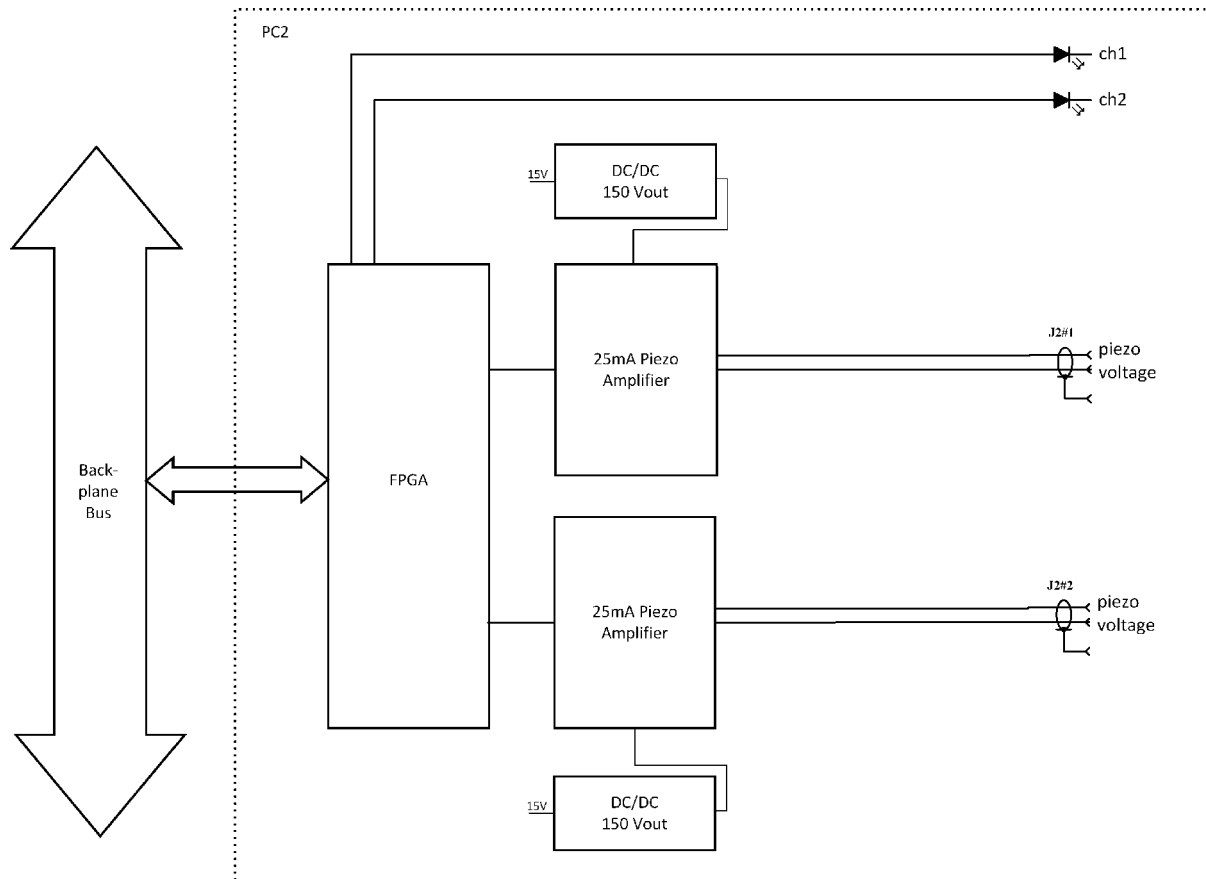 PC2
ch1
ch2
DC/DC
150 Vout
15V
J2#1
25mA Piezo
Amplifier
piezo
voltage
Back-
plane
Bus
FPGA
J2#2
25mA Piezo
Amplifier
piezo
voltage
DC/DC
150 Vout
15V